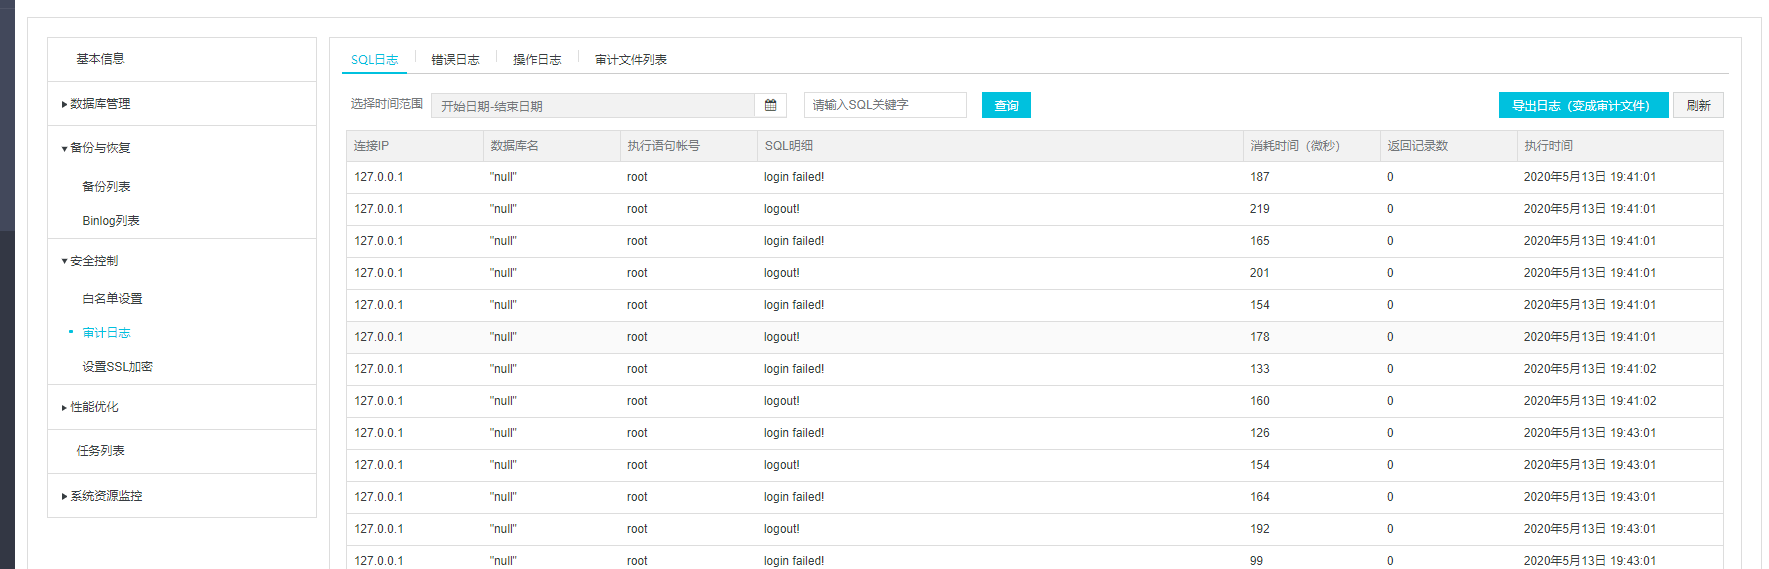 基本信息
数据库管理
备份与恢复
备份列表
Binlog列表
安全控制
白名单设置
审计日志
设置SSL加密
性能优化
任务列表
系统资源监控
SQL日志 错误日志 操作日志 审计文件列表
选择时间范围 开始日期-结束日期 请输入SQL关键字 查询 导出日志（变成审计文件） 刷新
连接IP 数据库名 执行语句帐号 SQL明细 消耗时间（微秒） 返回记录数 执行时间
127.0.0.1 "null" root login failed! 187 0 2020年5月13日 19:41:01
127.0.0.1 "null" root logout! 219 0 2020年5月13日 19:41:01
127.0.0.1 "null" root login failed! 165 0 2020年5月13日 19:41:01
127.0.0.1 "null" root logout! 201 0 2020年5月13日 19:41:01
127.0.0.1 "null" root login failed! 154 0 2020年5月13日 19:41:01
127.0.0.1 "null" root logout! 178 0 2020年5月13日 19:41:01
127.0.0.1 "null" root login failed! 133 0 2020年5月13日 19:41:02
127.0.0.1 "null" root logout! 160 0 2020年5月13日 19:41:02
127.0.0.1 "null" root login failed! 126 0 2020年5月13日 19:43:01
127.0.0.1 "null" root logout! 154 0 2020年5月13日 19:43:01
127.0.0.1 "null" root login failed! 164 0 2020年5月13日 19:43:01
127.0.0.1 "null" root logout! 192 0 2020年5月13日 19:43:01
127.0.0.1 "null" root login failed! 99 0 2020年5月13日 19:43:01